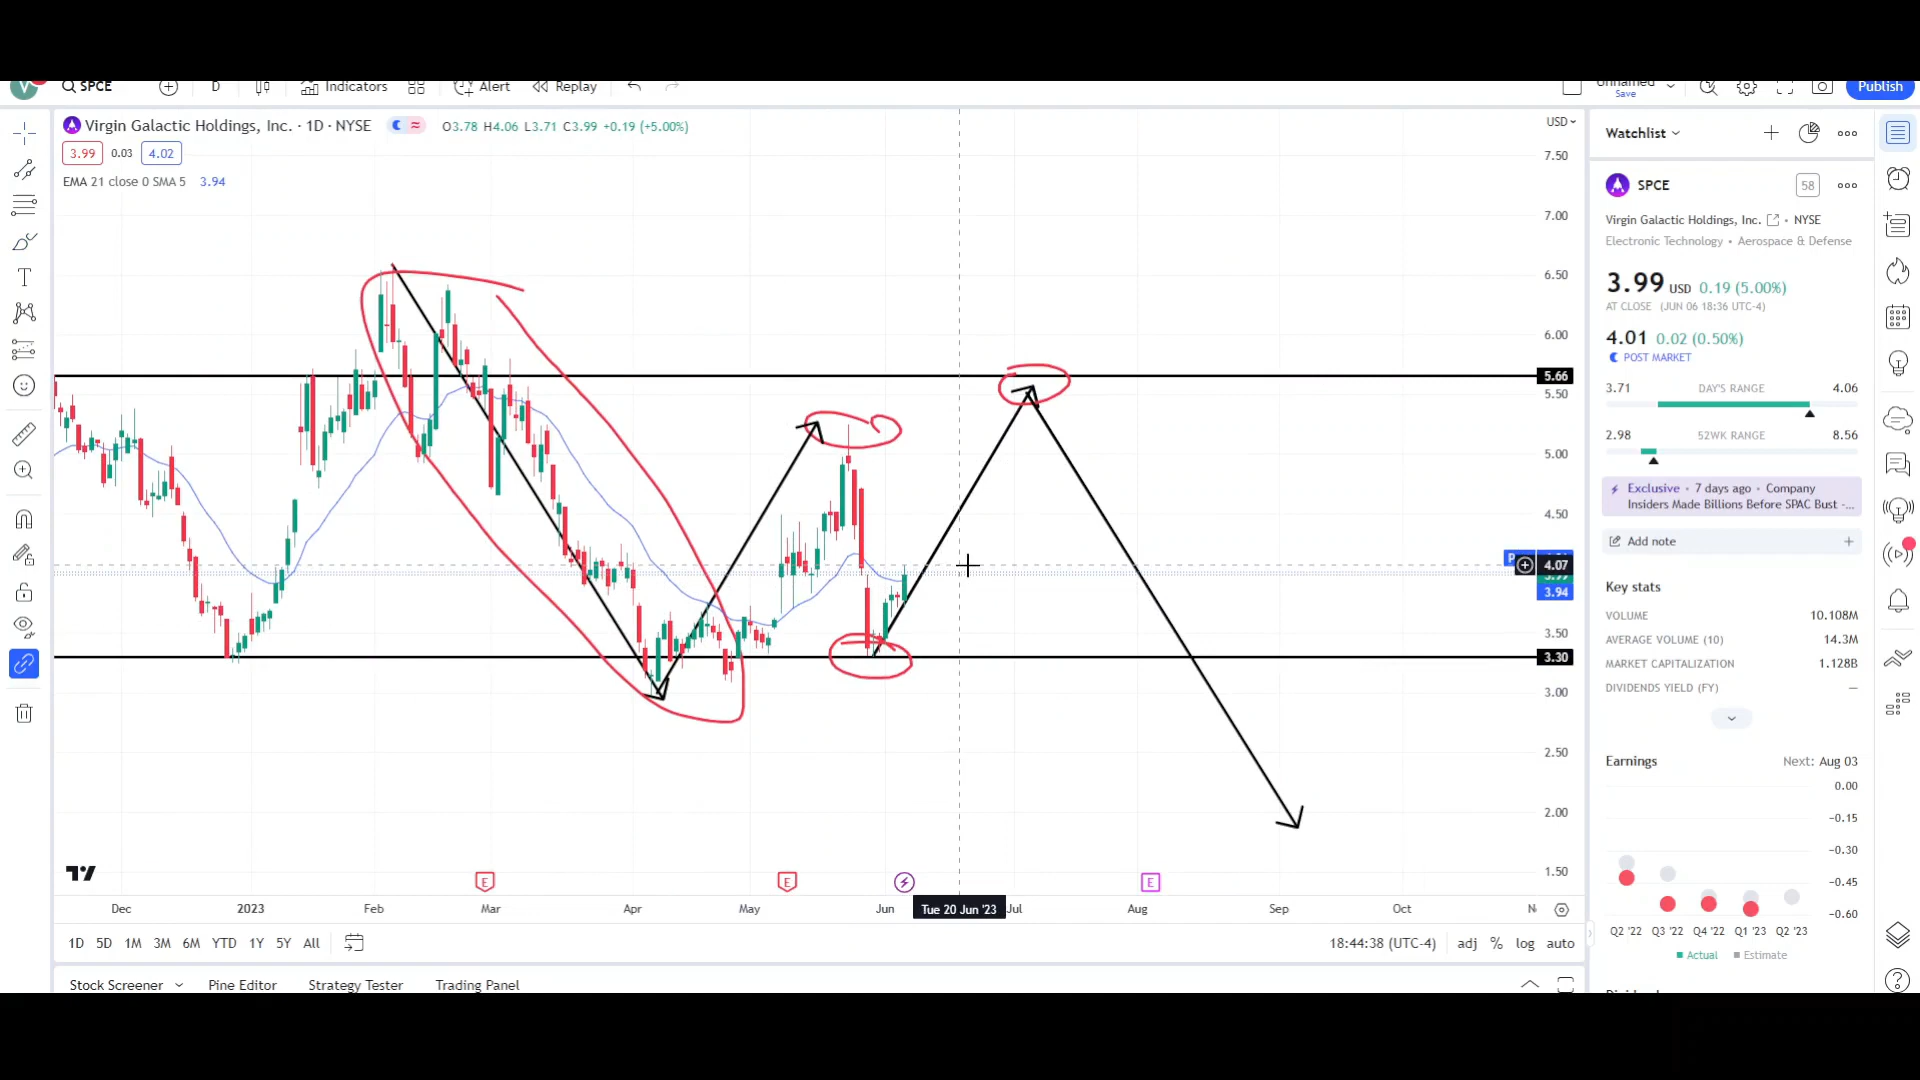 V SPCE D Indicators Alert Replay Unnamed Save Publish
Virgin Galactic Holdings, Inc. · 1D · NYSE O3.78 H4.06 L3.71 C3.99 +0.19 (+5.00%)
3.99 0.03 4.02
EMA 21 close 0 SMA 5 3.94
USD
7.50
7.00
6.50
6.00
5.66
5.50
5.00
4.50
4.07
3.99
3.94
3.50
3.30
3.00
2.50
2.00
1.50
E E E
Dec 2023 Feb Mar Apr May Jun Tue 20 Jun '23 Jul Aug Sep Oct
1D 5D 1M 3M 6M YTD 1Y 5Y All 18:44:38 (UTC-4) adj % log auto
Stock Screener Pine Editor Strategy Tester Trading Panel
Watchlist
SPCE 58
Virgin Galactic Holdings, Inc. • NYSE
Electronic Technology • Aerospace & Defense
3.99 USD 0.19 (5.00%)
AT CLOSE (JUN 06 18:36 UTC-4)
4.01 0.02 (0.50%)
POST MARKET
3.71 DAY'S RANGE 4.06
2.98 52WK RANGE 8.56
Exclusive • 7 days ago • Company
Insiders Made Billions Before SPAC Bust -...
Add note
Key stats
VOLUME 10.108M
AVERAGE VOLUME (10) 14.3M
MARKET CAPITALIZATION 1.128B
DIVIDENDS YIELD (FY) —
Earnings Next: Aug 03
0.00
−0.15
−0.30
−0.45
−0.60
Q2 '22 Q3 '22 Q4 '22 Q1 '23 Q2 '23
Actual Estimate